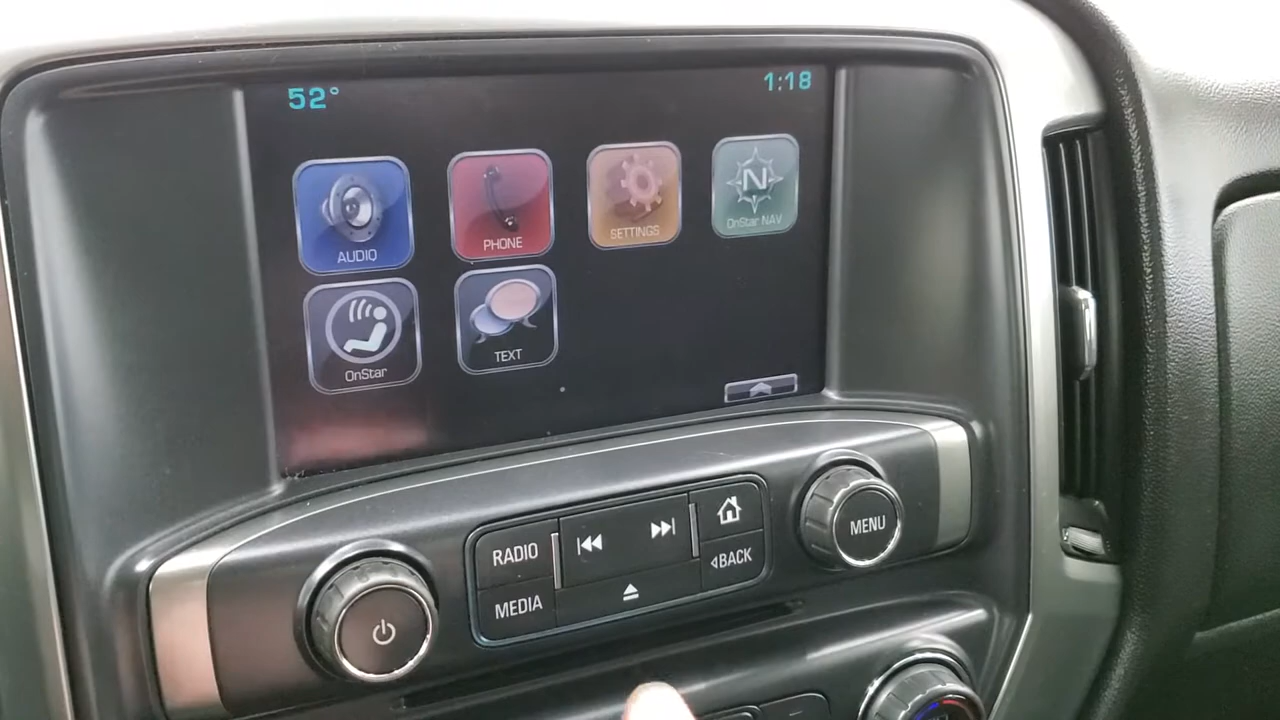 52°
1:18
AUDIO
PHONE
SETTINGS
N
OnStar NAV
OnStar
TEXT
RADIO
MEDIA
BACK
MENU